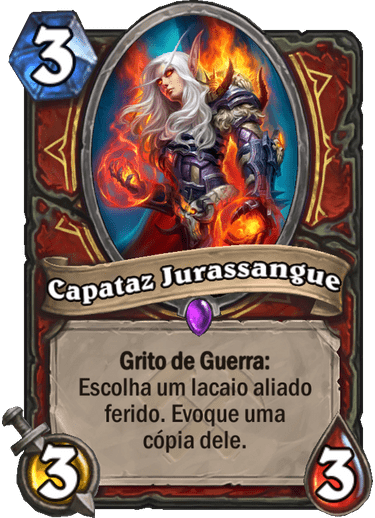 3
Capataz Jurassangue
Grito de Guerra:
Escolha um lacaio aliado
ferido. Evoque uma
cópia dele.
3
3